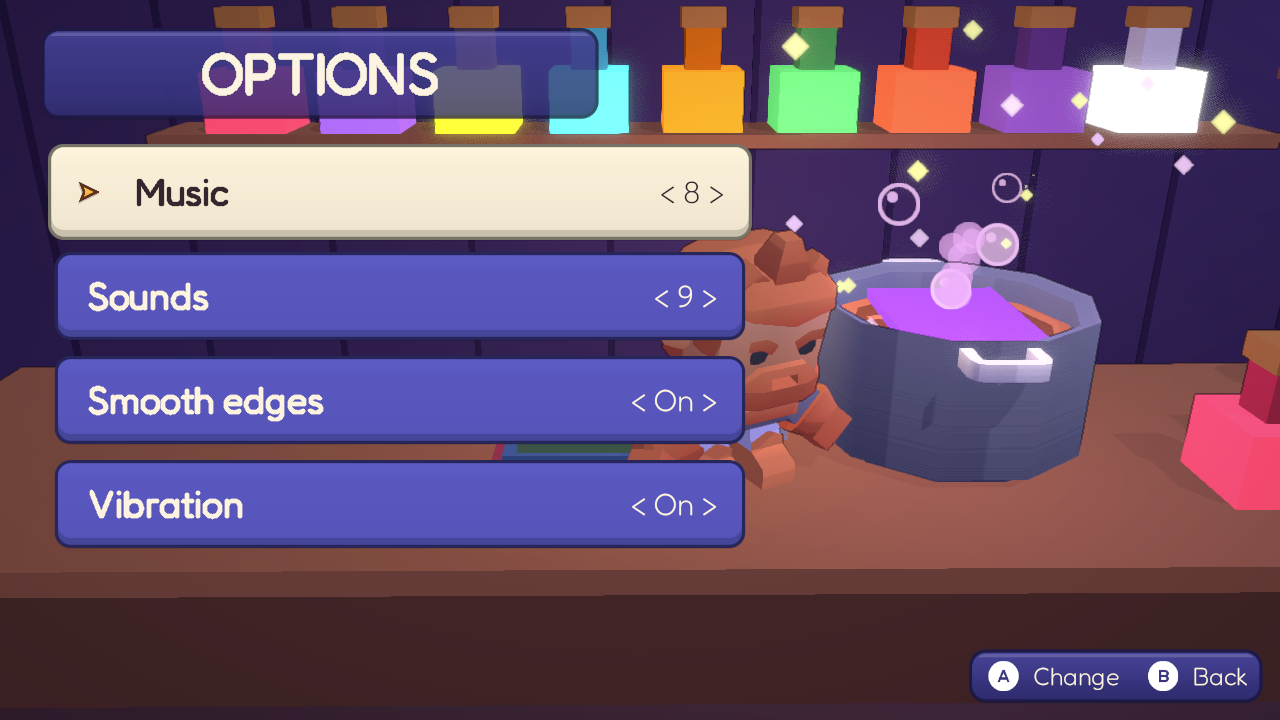 OPTIONS
Music < 8 >
Sounds < 9 >
Smooth edges < On >
Vibration < On >
A Change B Back